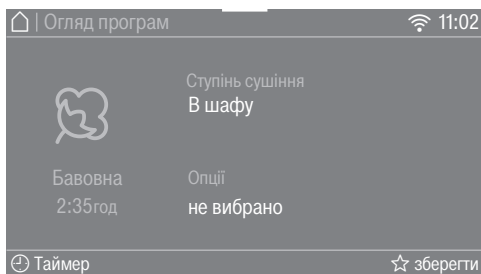 | Огляд програм 11:02
Ступінь сушіння
В шафу
Бавовна
2:35год
Опції
не вибрано
Таймер
зберегти